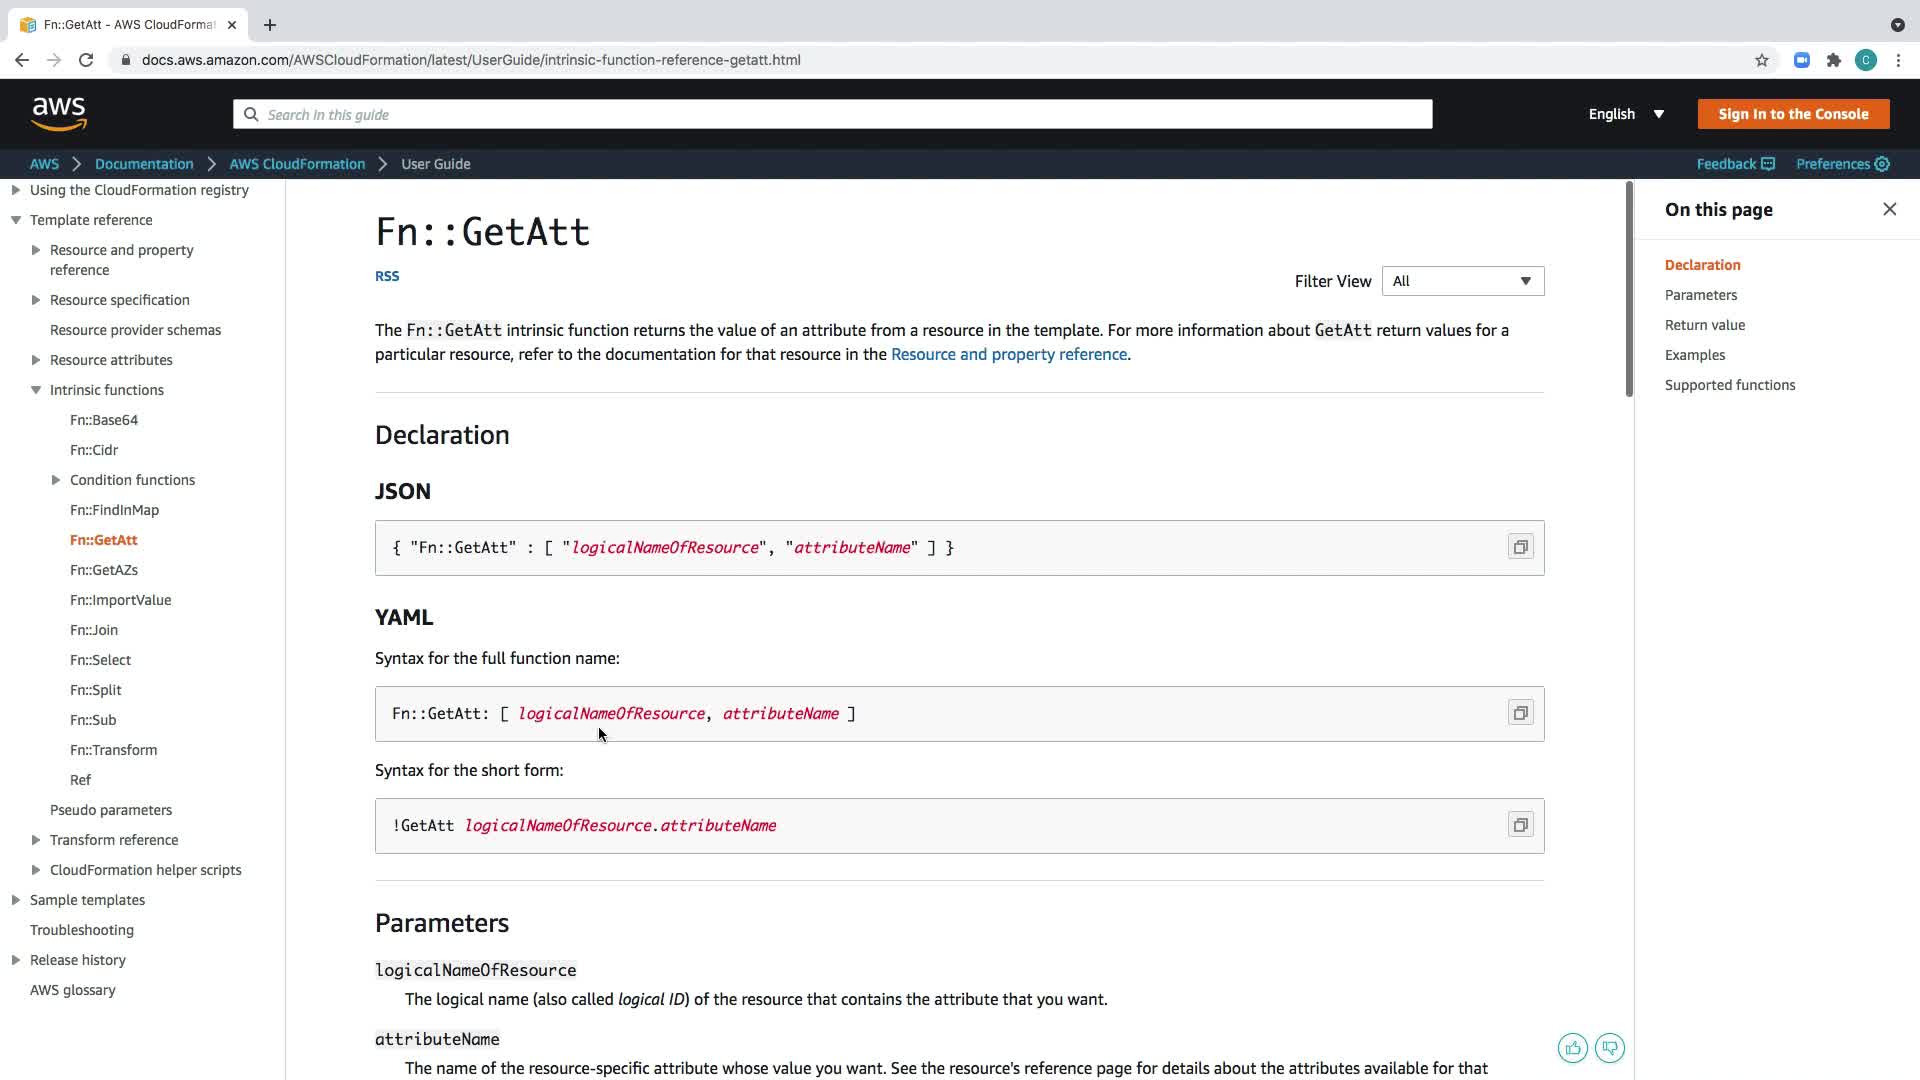 Fn::GetAtt - AWS CloudFormat
docs.aws.amazon.com/AWSCloudFormation/latest/UserGuide/intrinsic-function-reference-getatt.html
C
aws
Search in this guide
English
Sign In to the Console
AWS
Documentation
AWS CloudFormation
User Guide
Feedback
Preferences
Using the CloudFormation registry
Template reference
Resource and property
reference
Resource specification
Resource provider schemas
Resource attributes
Intrinsic functions
Fn::Base64
Fn::Cidr
Condition functions
Fn::FindInMap
Fn::GetAtt
Fn::GetAZs
Fn::ImportValue
Fn::Join
Fn::Select
Fn::Split
Fn::Sub
Fn::Transform
Ref
Pseudo parameters
Transform reference
CloudFormation helper scripts
Sample templates
Troubleshooting
Release history
AWS glossary
Fn::GetAtt
RSS
Filter View All
The Fn::GetAtt intrinsic function returns the value of an attribute from a resource in the template. For more information about GetAtt return values for a
particular resource, refer to the documentation for that resource in the Resource and property reference.
Declaration
JSON
{ "Fn::GetAtt" : [ "logicalNameOfResource", "attributeName" ] }
YAML
Syntax for the full function name:
Fn::GetAtt: [ logicalNameOfResource, attributeName ]
Syntax for the short form:
!GetAtt logicalNameOfResource.attributeName
Parameters
logicalNameOfResource
The logical name (also called logical ID) of the resource that contains the attribute that you want.
attributeName
The name of the resource-specific attribute whose value you want. See the resource's reference page for details about the attributes available for that
On this page
Declaration
Parameters
Return value
Examples
Supported functions